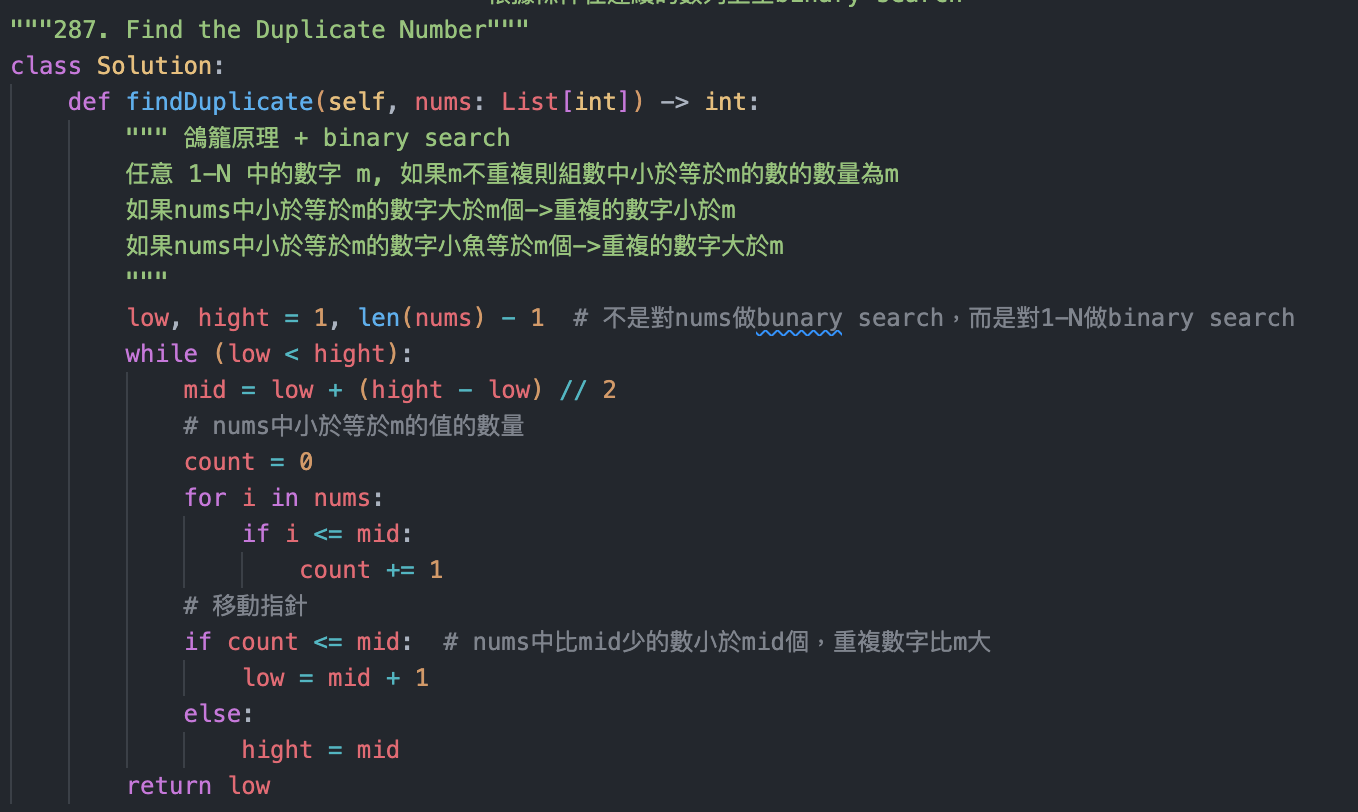 """287. Find the Duplicate Number"""
class Solution:
    def findDuplicate(self, nums: List[int]) -> int:
        """ 鴿籠原理 + binary search
        任意 1-N 中的數字 m, 如果m不重複則組數中小於等於m的數的數量為m
        如果nums中小於等於m的數字大於m個->重複的數字小於m
        如果nums中小於等於m的數字小魚等於m個->重複的數字大於m
        """
        low, hight = 1, len(nums) - 1  # 不是對nums做bunary search，而是對1-N做binary search
        while (low < hight):
            mid = low + (hight - low) // 2
            # nums中小於等於m的值的數量
            count = 0
            for i in nums:
                if i <= mid:
                    count += 1
            # 移動指針
            if count <= mid:  # nums中比mid少的數小於mid個，重複數字比m大
                low = mid + 1
            else:
                hight = mid
        return low